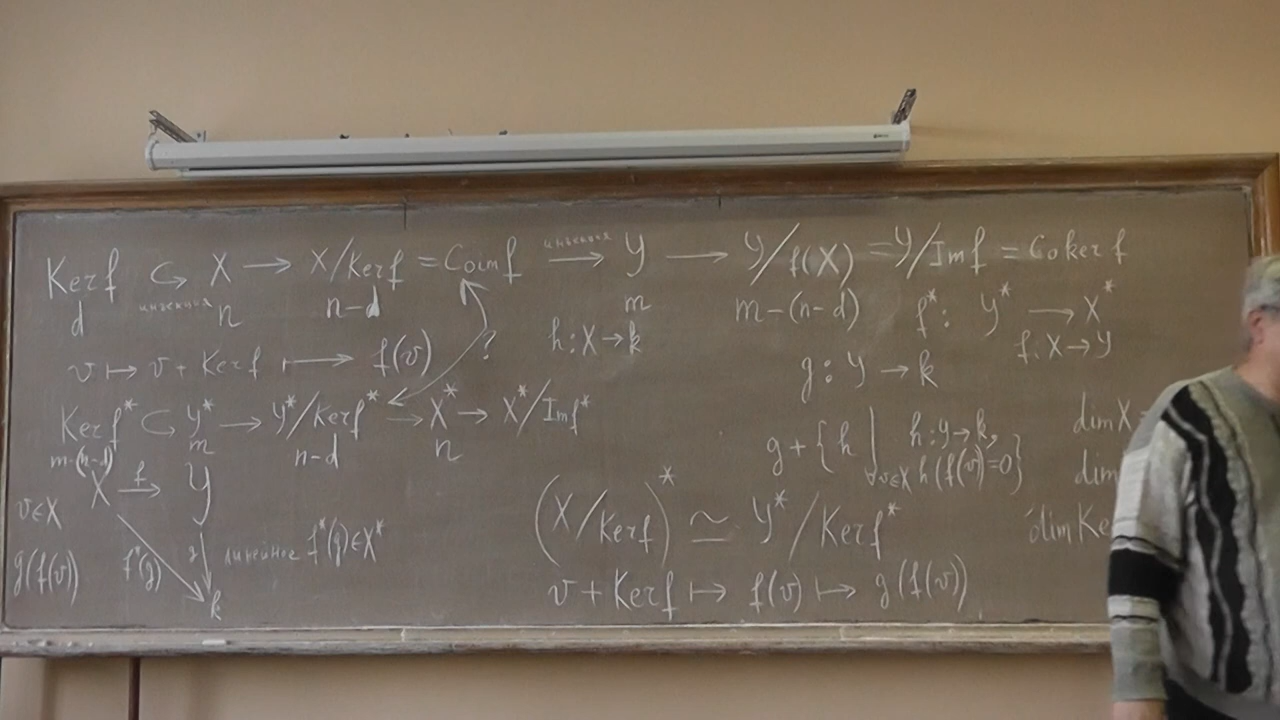 Ker f ↪ X → X/Ker f = Coim f → Y → Y/f(X) = Y/Im f = Coker f
инъекция
инъекция
d n n-d m m-(n-d)
f*: Y* → X*
f: X → Y
v ↦ v + Ker f ↦ f(v) ? h: X → k
g: Y → k
Ker f* ↪ Y* → Y*/Ker f* → X* → X*/Im f*
m-(n-d) m n-d n
g + {h | h: Y → k, ∀v∈X h(f(v)=0}
dim X =
dim
dim Ke
X →f Y
v∈X
g(f(v)) f*(g) g k
линейное f*(g)∈X*
(X/Ker f)* ≃ Y*/Ker f*
v + Ker f ↦ f(v) ↦ g(f(v))